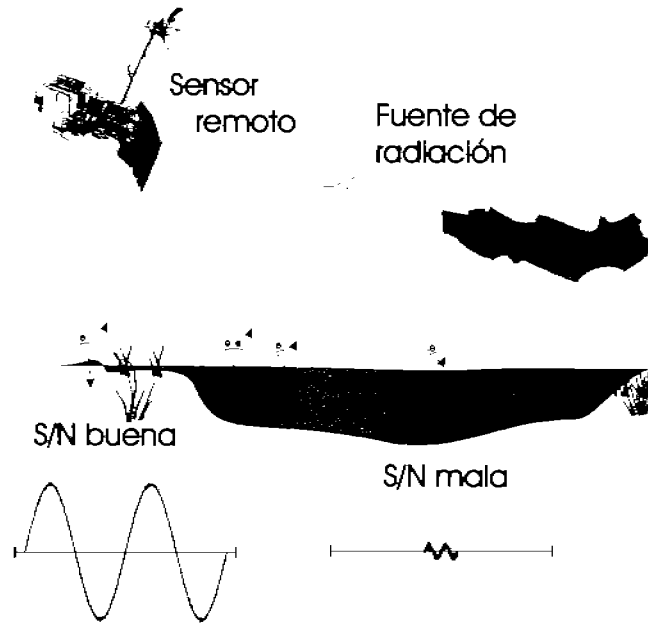 Sensor
remoto
Fuente de
radiación
S/N buena
S/N mala